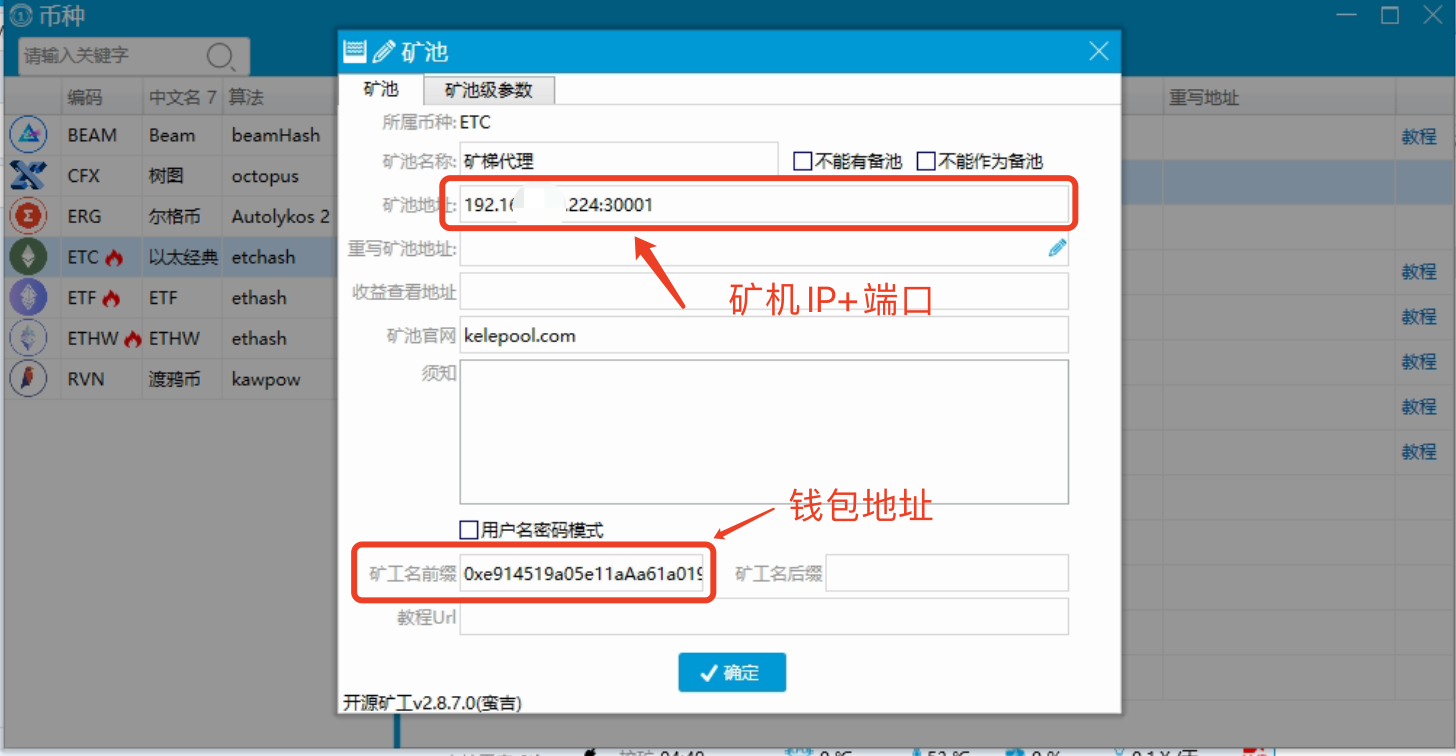 币种
请输入关键字
编码 中文名 7 算法 重写地址
BEAM Beam beamHash 教程
CFX 树图 octopus
ERG 尔格币 Autolykos 2
ETC 以太经典 etchash 教程
ETF ETF ethash 教程
ETHW ETHW ethash 教程
RVN 渡鸦币 kawpow 教程
教程
矿池
矿池 矿池级参数
所属币种: ETC
矿池名称: 矿梯代理 不能有备池 不能作为备池
矿池地址: 192.16 .224:30001
重写矿池地址:
矿机IP+端口
收益查看地址
矿池官网 kelepool.com
须知
钱包地址
用户名密码模式
矿工名前缀 0xe914519a05e11aAa61a019 矿工名后缀
教程Url
确定
开源矿工v2.8.7.0(蛮吉)